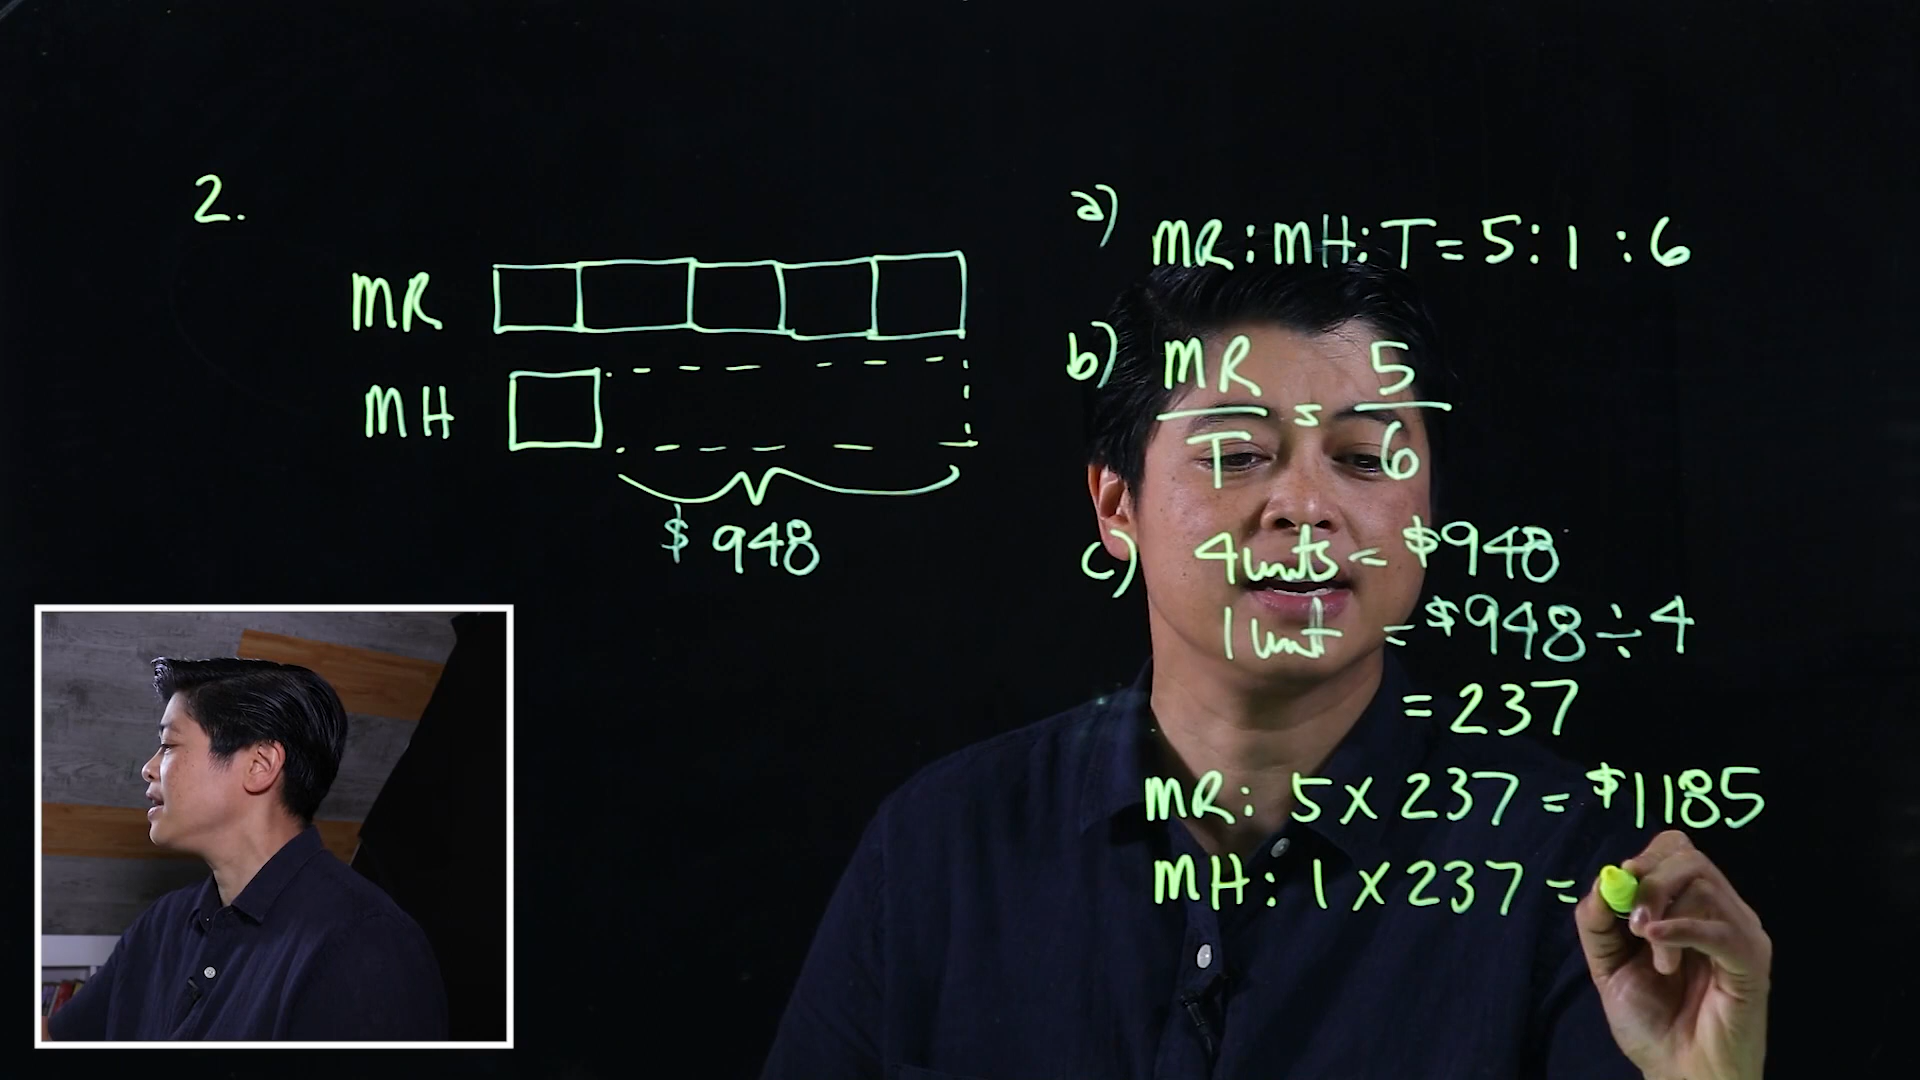 2.
MR
MH
$ 948
a) MR : MH : T = 5 : 1 : 6
b) MR/T = 5/6
c) 4 units = $948
1 unit = $948 ÷ 4
= 237
MR: 5 x 237 = $1185
MH: 1 x 237 =